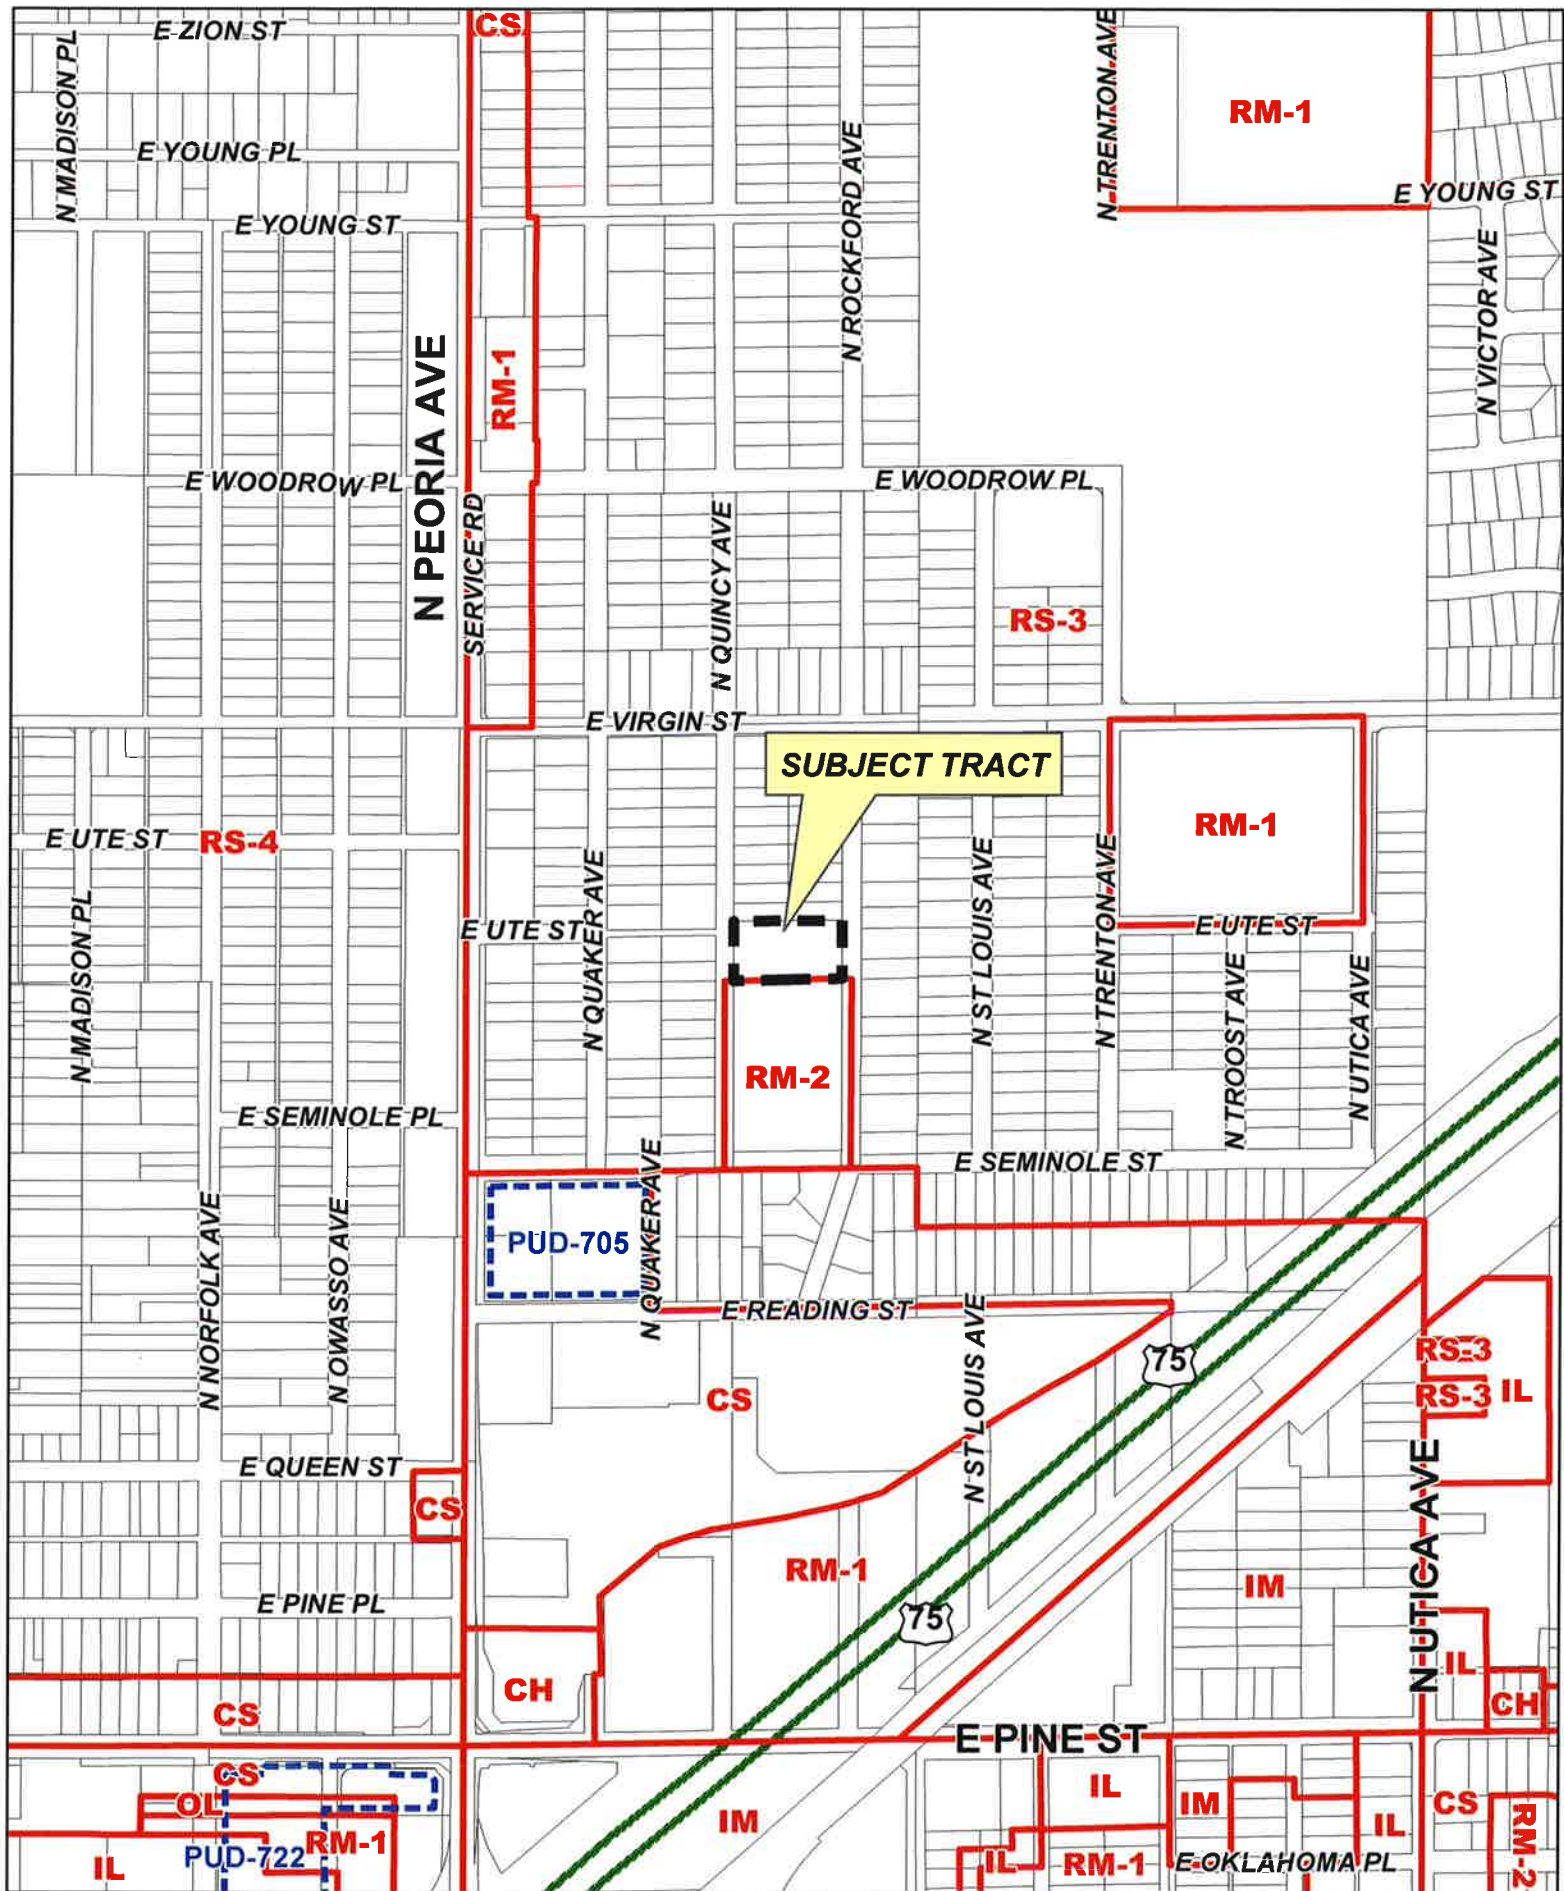 E ZION ST
CS
N MADISON PL
E YOUNG PL
N TRENTON AVE
RM-1
N ROCKFORD AVE
E YOUNG ST
E YOUNG ST
N VICTOR AVE
N PEORIA AVE
RM-1
E WOODROW PL
E WOODROW PL
SERVICE RD
N QUINCY AVE
RS-3
E VIRGIN ST
SUBJECT TRACT
RM-1
E UTE ST
RS-4
N QUAKER AVE
N ST LOUIS AVE
N TRENTON AVE
E UTE ST
E UTE ST
N MADISON PL
N TROOST AVE
N UTICA AVE
RM-2
E SEMINOLE PL
E SEMINOLE ST
N QUAKER AVE
PUD-705
N NORFOLK AVE
N OWASSO AVE
E READING ST
N ST LOUIS AVE
75
RS-3
RS-3
IL
CS
E QUEEN ST
CS
N UTICA AVE
RM-1
IM
E PINE PL
75
IL
CH
CH
CS
E PINE ST
CS
OL
IL
IM
CS
IM
IL
RM-1
PUD-722
IL
IL
RM-1
E OKLAHOMA PL
RM-2